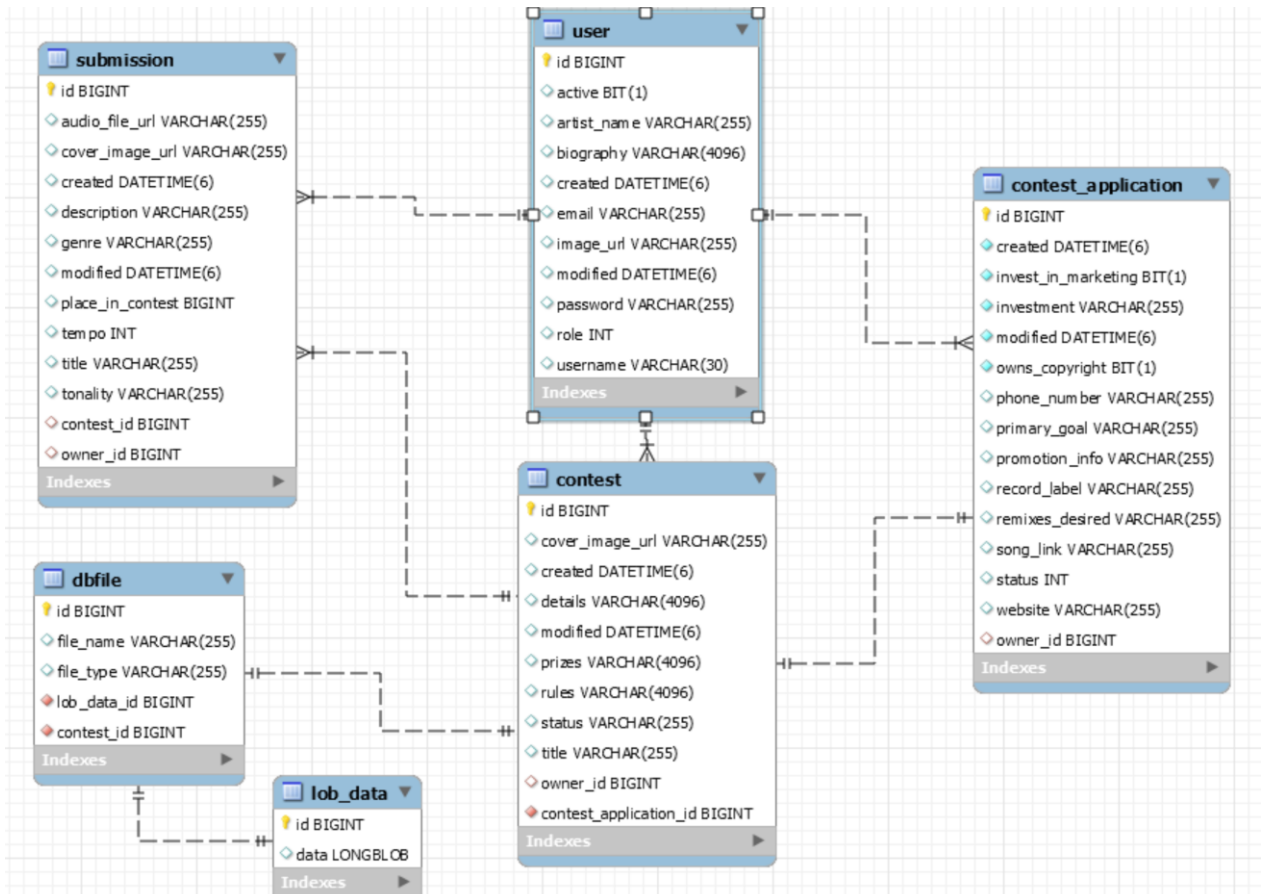 submission
id BIGINT
audio_file_url VARCHAR(255)
cover_image_url VARCHAR(255)
created DATETIME(6)
description VARCHAR(255)
genre VARCHAR(255)
modified DATETIME(6)
place_in_contest BIGINT
tempo INT
title VARCHAR(255)
tonality VARCHAR(255)
contest_id BIGINT
owner_id BIGINT
Indexes
user
id BIGINT
active BIT(1)
artist_name VARCHAR(255)
biography VARCHAR(4096)
created DATETIME(6)
email VARCHAR(255)
image_url VARCHAR(255)
modified DATETIME(6)
password VARCHAR(255)
role INT
username VARCHAR(30)
Indexes
contest_application
id BIGINT
created DATETIME(6)
invest_in_marketing BIT(1)
investment VARCHAR(255)
modified DATETIME(6)
owns_copyright BIT(1)
phone_number VARCHAR(255)
primary_goal VARCHAR(255)
promotion_info VARCHAR(255)
record_label VARCHAR(255)
remixes_desired VARCHAR(255)
song_link VARCHAR(255)
status INT
website VARCHAR(255)
owner_id BIGINT
Indexes
contest
id BIGINT
cover_image_url VARCHAR(255)
created DATETIME(6)
details VARCHAR(4096)
modified DATETIME(6)
prizes VARCHAR(4096)
rules VARCHAR(4096)
status VARCHAR(255)
title VARCHAR(255)
owner_id BIGINT
contest_application_id BIGINT
Indexes
dbfile
id BIGINT
file_name VARCHAR(255)
file_type VARCHAR(255)
lob_data_id BIGINT
contest_id BIGINT
Indexes
lob_data
id BIGINT
data LONGBLOB
Indexes